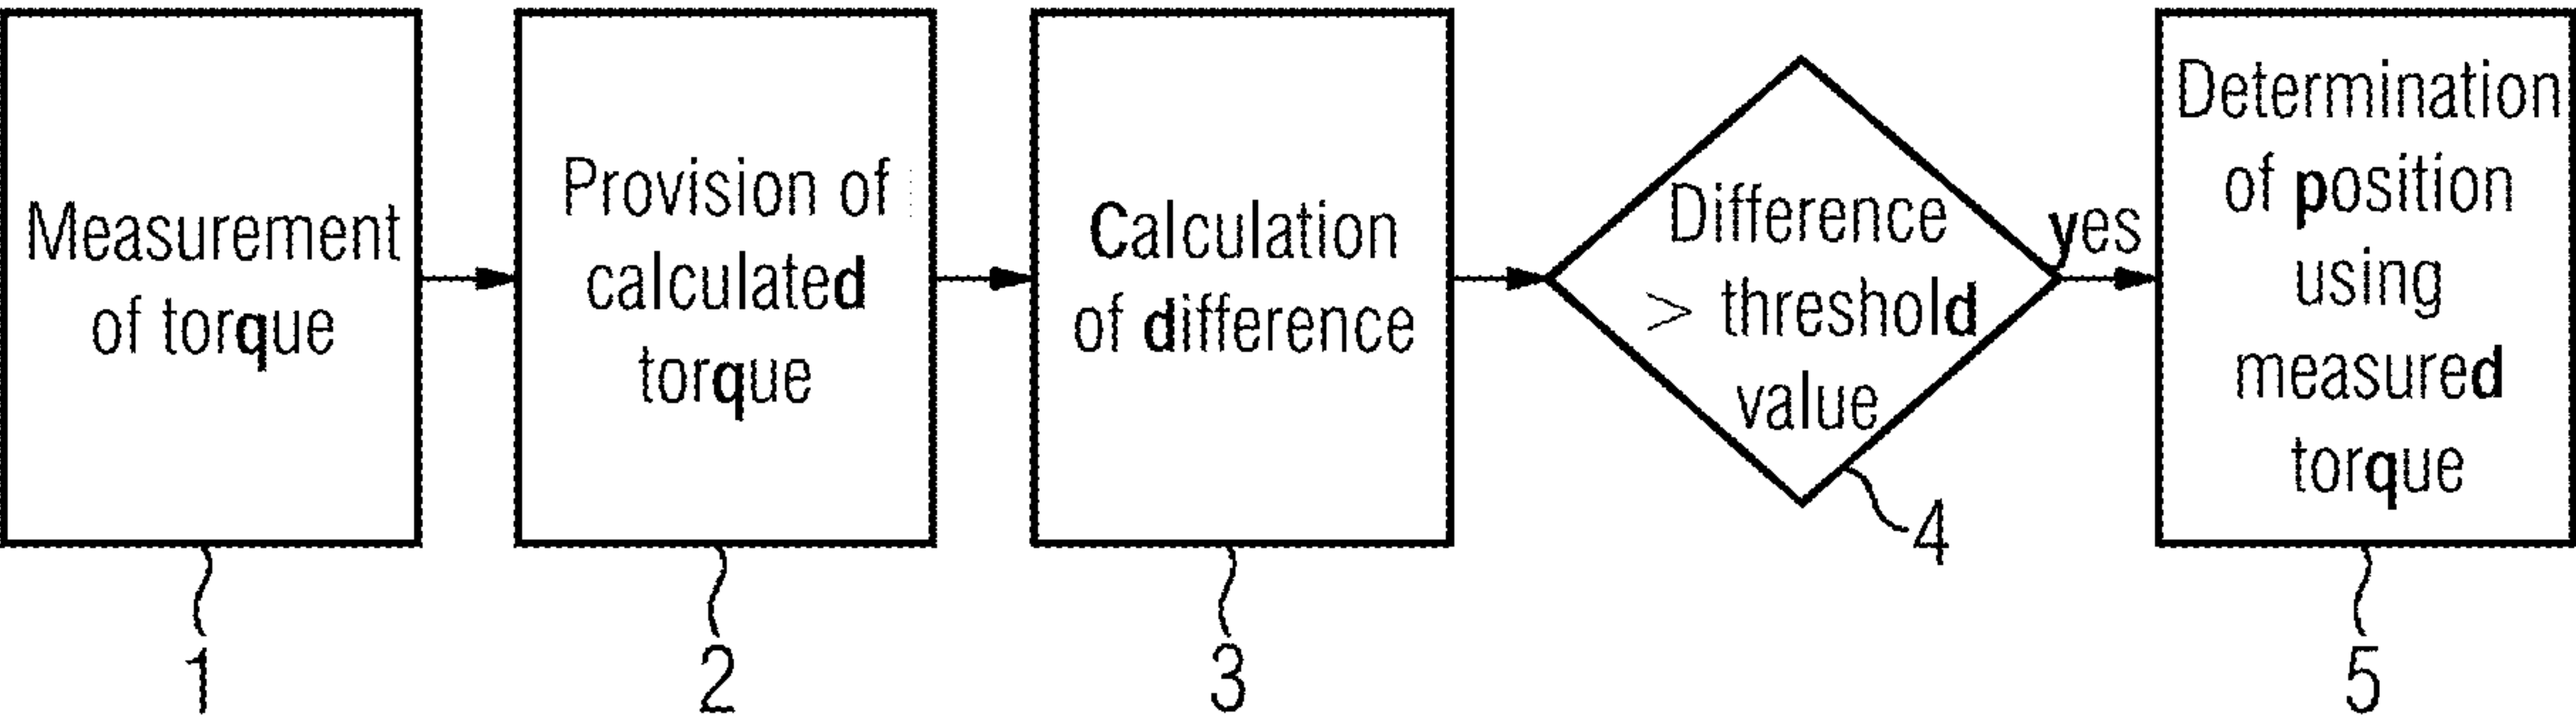 Measurement
of torque
1
Provision of
calculated
torque
2
Calculation
of difference
3
Difference
> threshold
value
4
yes
Determination
of position
using
measured
torque
5